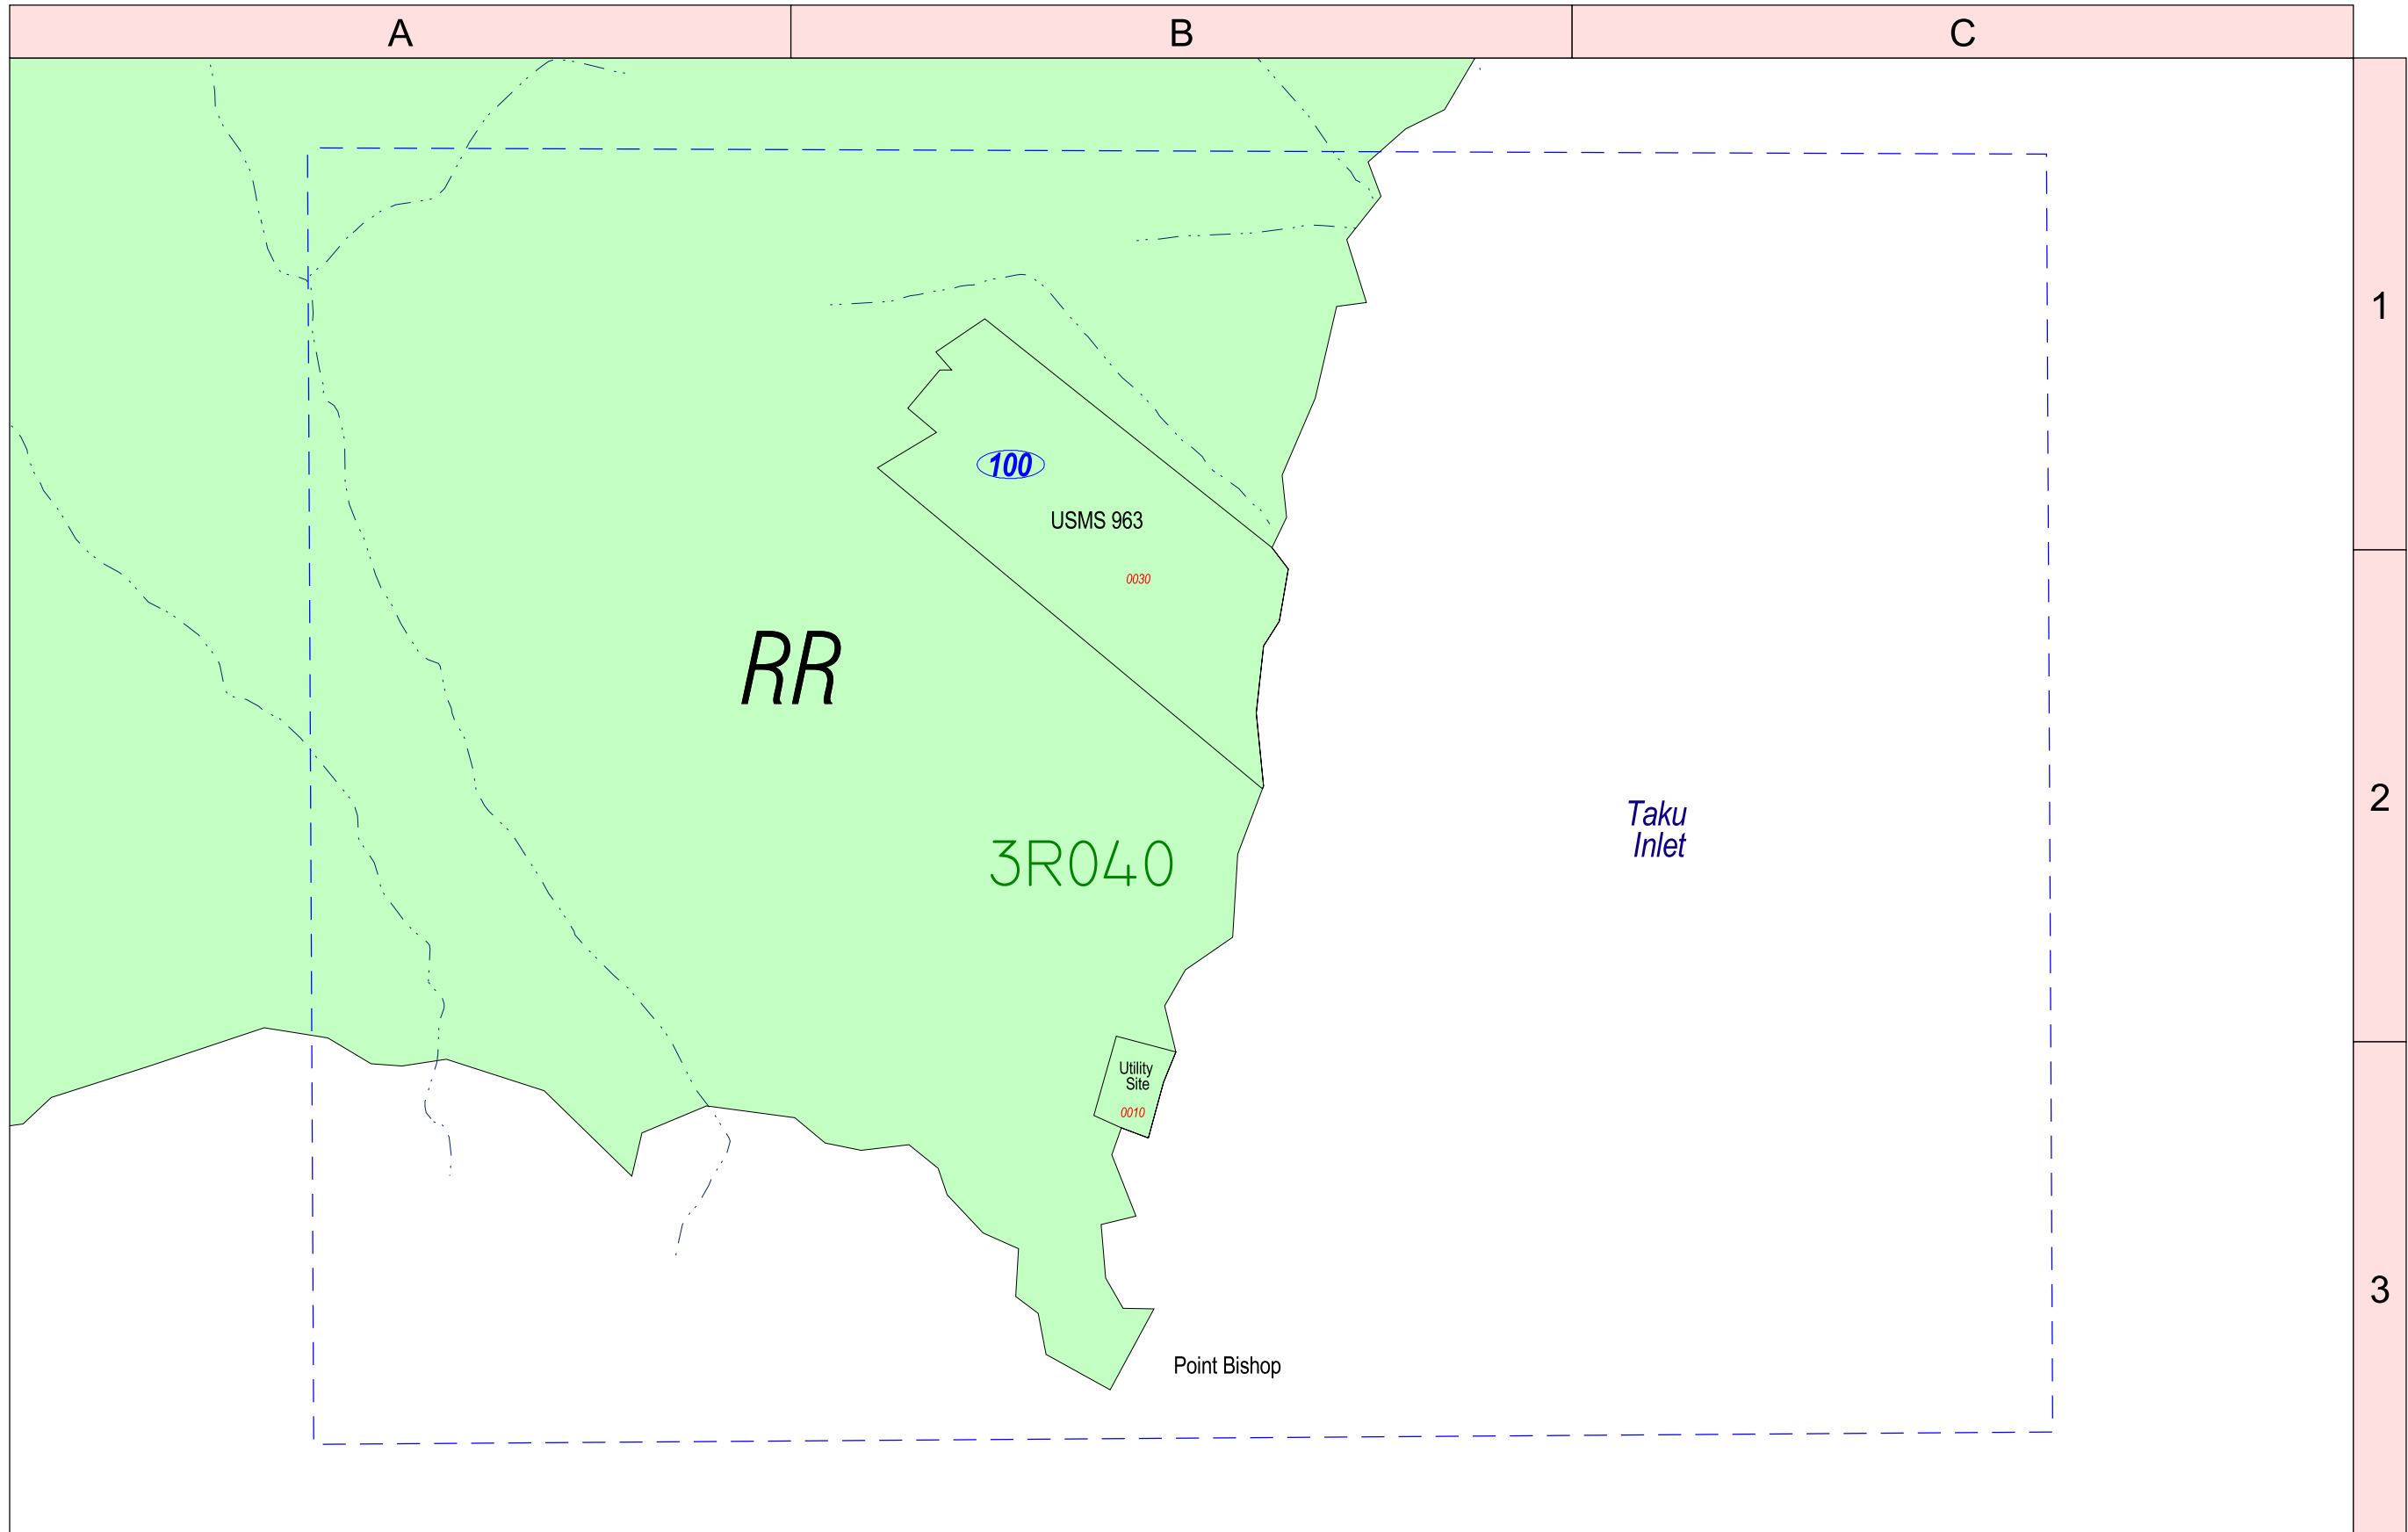 A
B
C
1
100
USMS 963
0030
RR
2
Taku
Inlet
3R040
Utility
Site
0010
3
Point Bishop